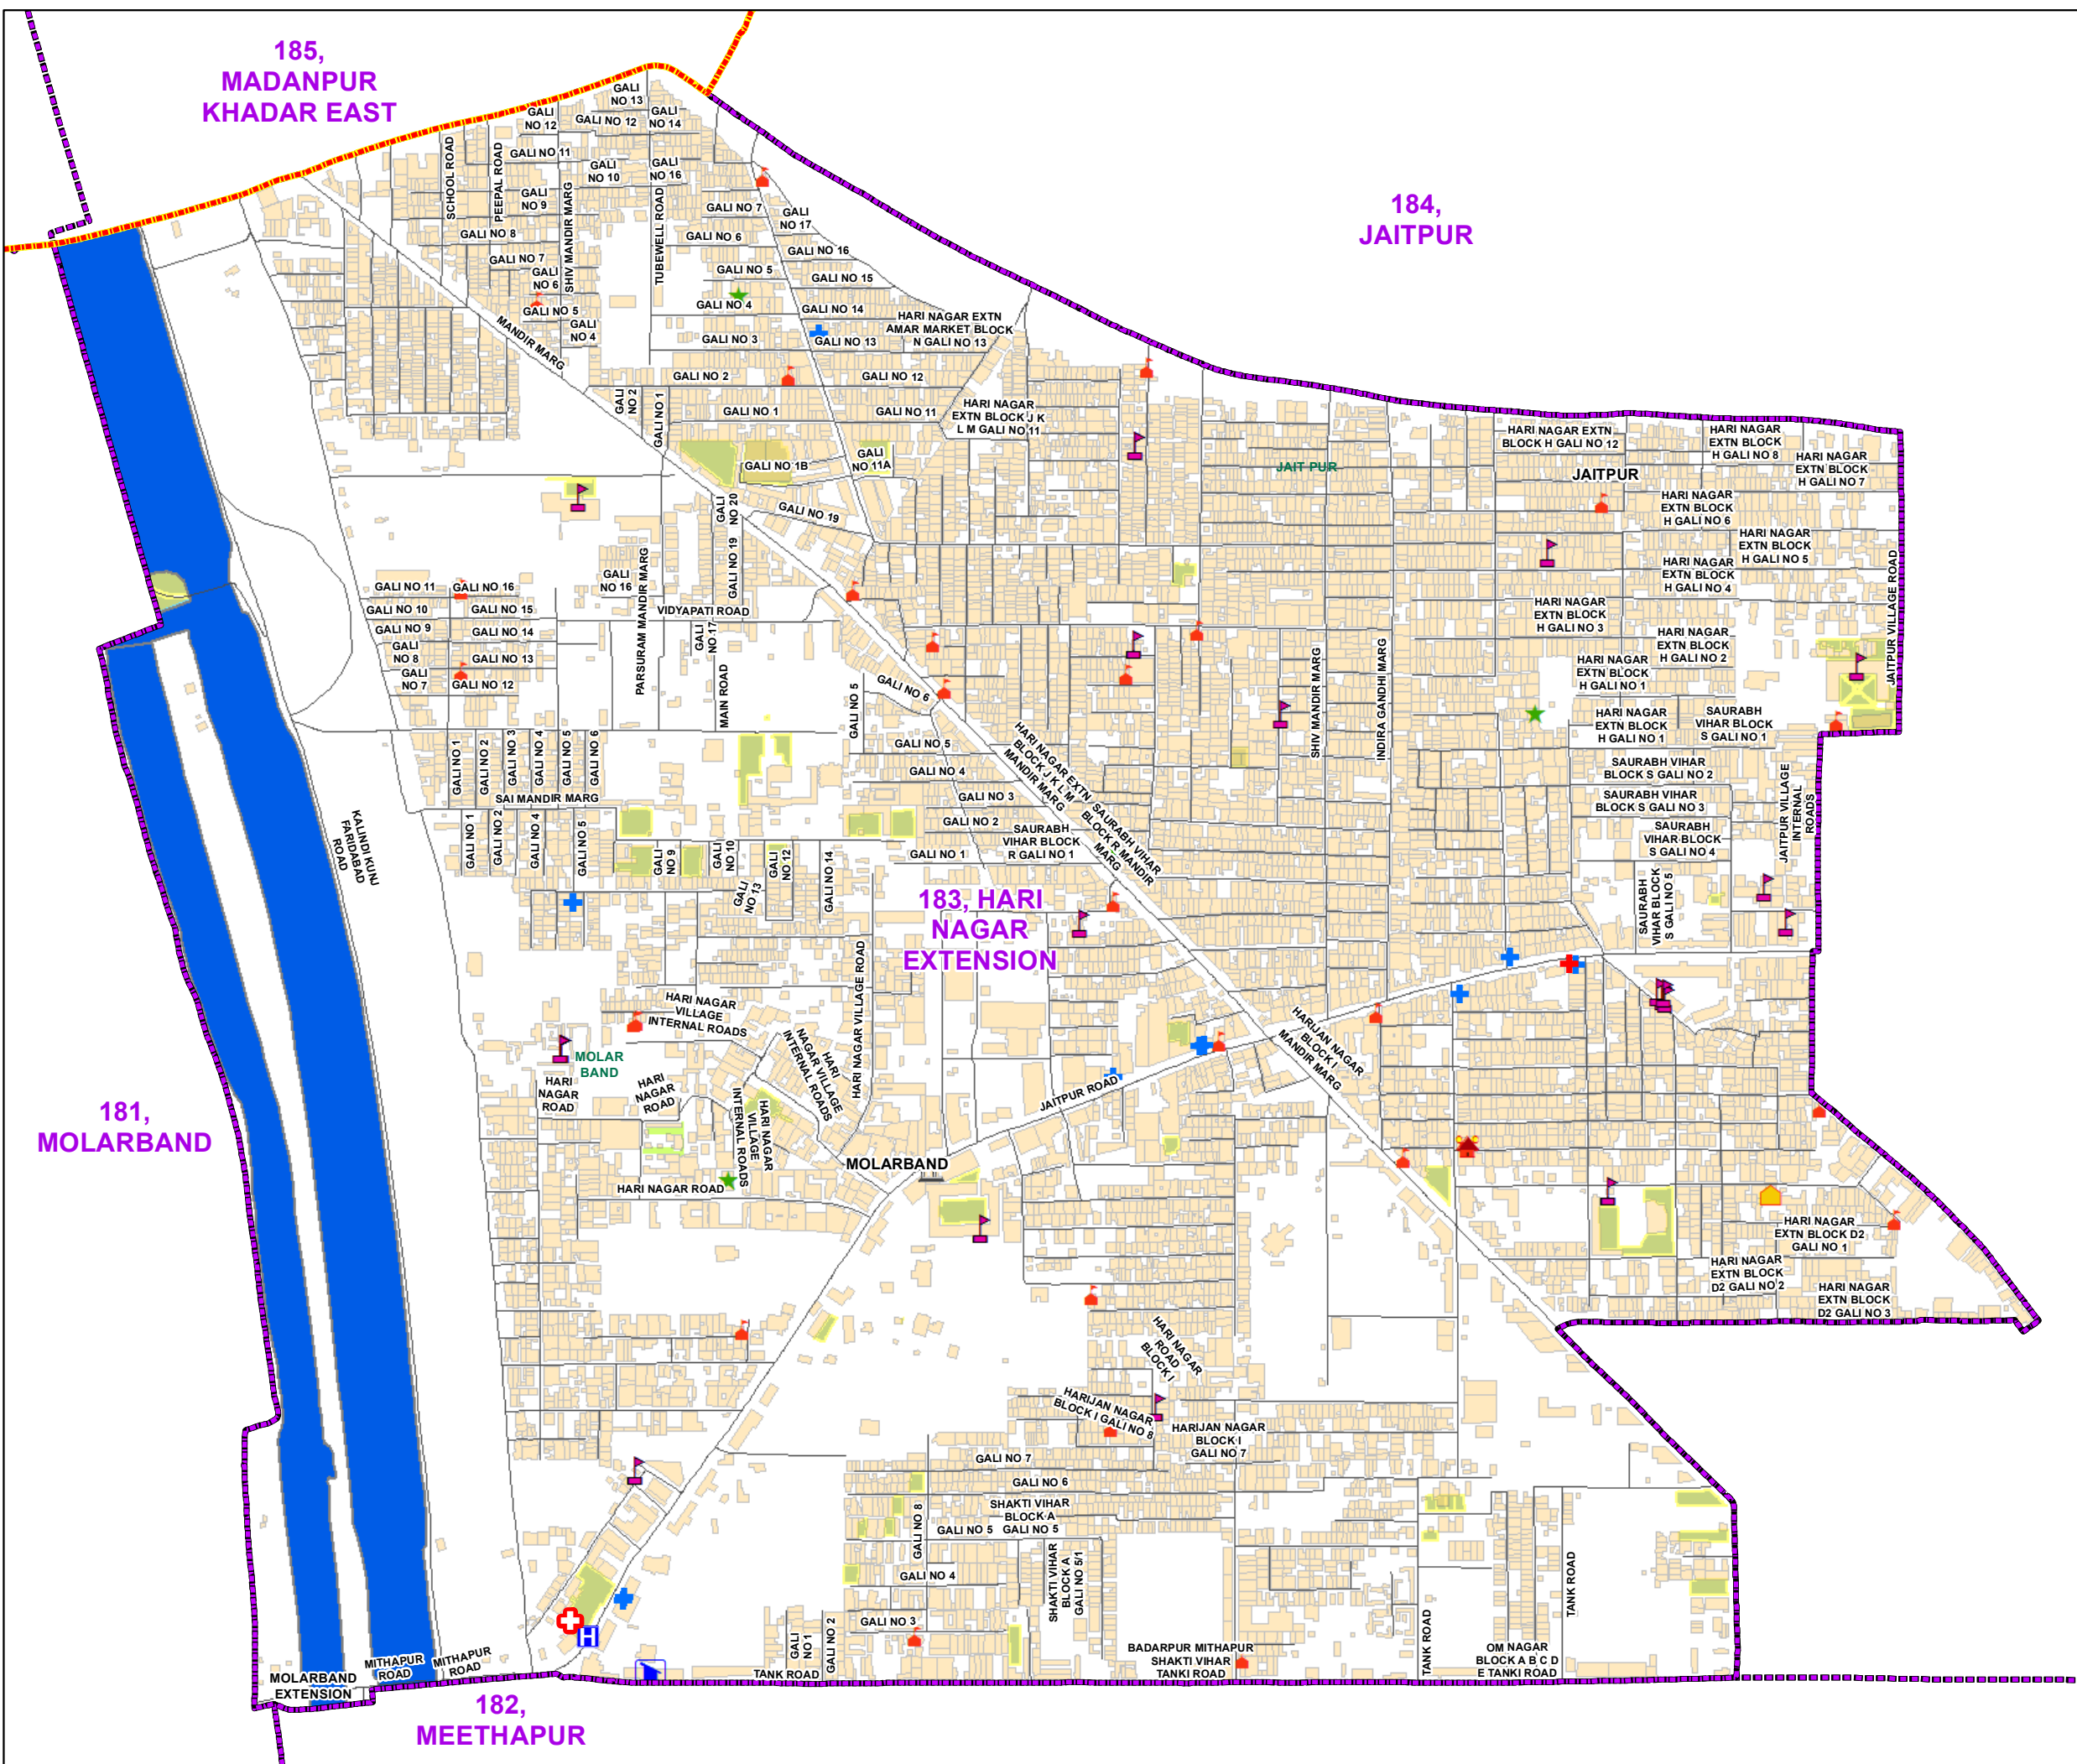 185,
MADANPUR
KHADAR EAST
184,
JAITPUR
GALI
NO 13
GALI
NO 12
GALI NO 12
GALI
NO 14
SCHOOL ROAD
PEEPAL ROAD
GALI NO 11
GALI
NO 10
GALI
NO 16
GALI
NO 9
SHIV MANDIR MARG
TUBEWELL ROAD
GALI NO 7
GALI
NO 17
GALI NO 8
GALI NO 6
GALI NO 16
GALI NO 7
GALI
NO 6
GALI NO 5
GALI NO 15
GALI NO 4
GALI NO 14
GALI NO 5
GALI
NO 4
MANDIR MARG
GALI NO 3
GALI NO 13
HARI NAGAR EXTN
AMAR MARKET BLOCK
N GALI NO 13
GALI NO 2
GALI NO 12
GALI
NO 2
GALI NO 1
GALI NO 1
GALI NO 11
HARI NAGAR
EXTN BLOCK J K
L M GALI NO 11
GALI NO 1B
GALI
NO 11A
JAIT PUR
JAITPUR
HARI NAGAR EXTN
BLOCK H GALI NO 12
HARI NAGAR
EXTN BLOCK
H GALI NO 8
HARI NAGAR
EXTN BLOCK
H GALI NO 7
HARI NAGAR
EXTN BLOCK
H GALI NO 6
HARI NAGAR
EXTN BLOCK
H GALI NO 5
HARI NAGAR
EXTN BLOCK
H GALI NO 4
HARI NAGAR
EXTN BLOCK
H GALI NO 3
HARI NAGAR
EXTN BLOCK
H GALI NO 2
HARI NAGAR
EXTN BLOCK
H GALI NO 1
HARI NAGAR
EXTN BLOCK
H GALI NO 1
JAITPUR VILLAGE ROAD
GALI
NO 20
GALI NO 19
GALI NO 19
GALI NO 11
GALI NO 16
GALI
NO 16
PARSURAM MANDIR MARG
GALI NO 10
GALI NO 15
VIDYAPATI ROAD
GALI NO 9
GALI NO 14
GALI
NO 17
GALI
NO 8
GALI NO 13
GALI
NO 7
GALI NO 12
MAIN ROAD
GALI NO 5
GALI NO 6
SHIV MANDIR MARG
INDIRA GANDHI MARG
SAURABH
VIHAR BLOCK
S GALI NO 1
SAURABH VIHAR
BLOCK S GALI NO 2
SAURABH VIHAR
BLOCK S GALI NO 3
SAURABH
VIHAR BLOCK
S GALI NO 4
SAURABH
VIHAR BLOCK
S GALI NO 5
JAITPUR VILLAGE
INTERNAL
ROADS
GALI NO 1
GALI NO 2
GALI NO 3
GALI NO 4
GALI NO 5
GALI NO 6
SAI MANDIR MARG
GALI NO 1
GALI NO 2
GALI NO 4
GALI NO 5
GALI
NO 9
GALI
NO 10
GALI
NO 12
GALI
NO 13
GALI NO 14
GALI NO 5
GALI NO 4
GALI NO 3
GALI NO 2
GALI NO 1
HARI NAGAR EXTN
BLOCK J K L M
MANDIR MARG
SAURABH VIHAR
BLOCK R MANDIR
MARG
SAURABH
VIHAR BLOCK
R GALI NO 1
KALINDI KUNJ
FARIDABAD
ROAD
183, HARI
NAGAR
EXTENSION
HARI NAGAR VILLAGE ROAD
HARI NAGAR
VILLAGE
INTERNAL ROADS
HARI
NAGAR VILLAGE
INTERNAL ROADS
MOLAR
BAND
HARI
NAGAR
ROAD
HARI
NAGAR
ROAD
HARI NAGAR
VILLAGE
INTERNAL ROADS
HARI NAGAR ROAD
MOLARBAND
JAITPUR ROAD
HARIJAN NAGAR
BLOCK I
MANDIR MARG
181,
MOLARBAND
HARI NAGAR
EXTN BLOCK D2
GALI NO 1
HARI NAGAR
EXTN BLOCK
D2 GALI NO 2
HARI NAGAR
EXTN BLOCK
D2 GALI NO 3
HARI NAGAR
ROAD
BLOCK I
HARIJAN NAGAR
BLOCK I GALI NO 8
HARIJAN NAGAR
BLOCK I
GALI NO 7
GALI NO 7
GALI NO 6
SHAKTI VIHAR
BLOCK A
GALI NO 5
GALI NO 5
GALI NO 8
GALI NO 4
SHAKTI VIHAR
BLOCK A
GALI NO 5/1
GALI NO 3
GALI
NO 1
GALI NO 2
TANK ROAD
BADARPUR MITHAPUR
SHAKTI VIHAR
TANKI ROAD
TANK ROAD
TANK ROAD
OM NAGAR
BLOCK A B C D
E TANKI ROAD
MITHAPUR
ROAD
MITHAPUR
ROAD
MOLARBAND
EXTENSION
H
182,
MEETHAPUR